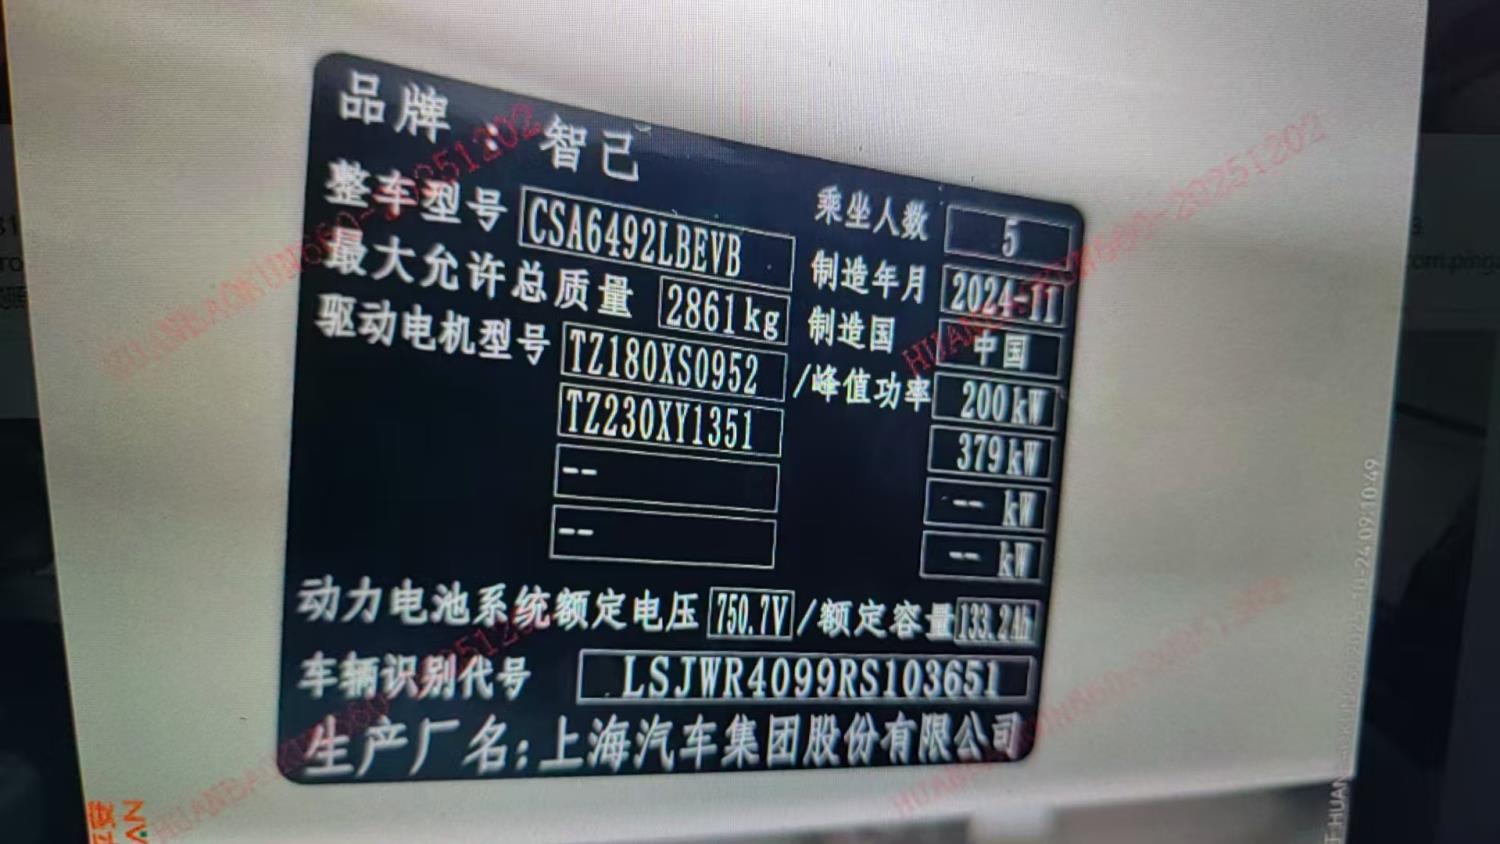 品牌：智己
整车型号 CSA6492LBEVB 乘坐人数 5
最大允许总质量 2861kg 制造年月 2024-11
驱动电机型号 TZ180XS0952 /峰值功率 200kW
制造国 中国
TZ230XY1351 379kW
-- -- kW
-- -- kW
动力电池系统额定电压 750.7V /额定容量 133.2Ah
车辆识别代号 LSJWR4099RS103651
生产厂名:上海汽车集团股份有限公司